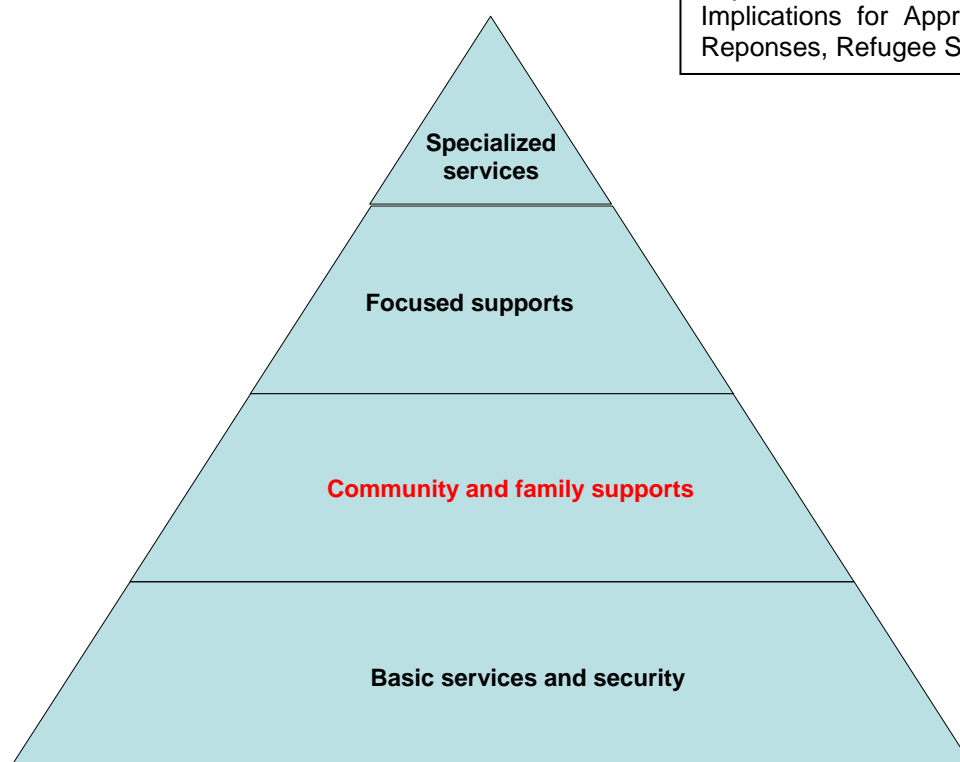 Implications for Appr
Reponses, Refugee S
Specialized
services
Focused supports
Community and family supports
Basic services and security